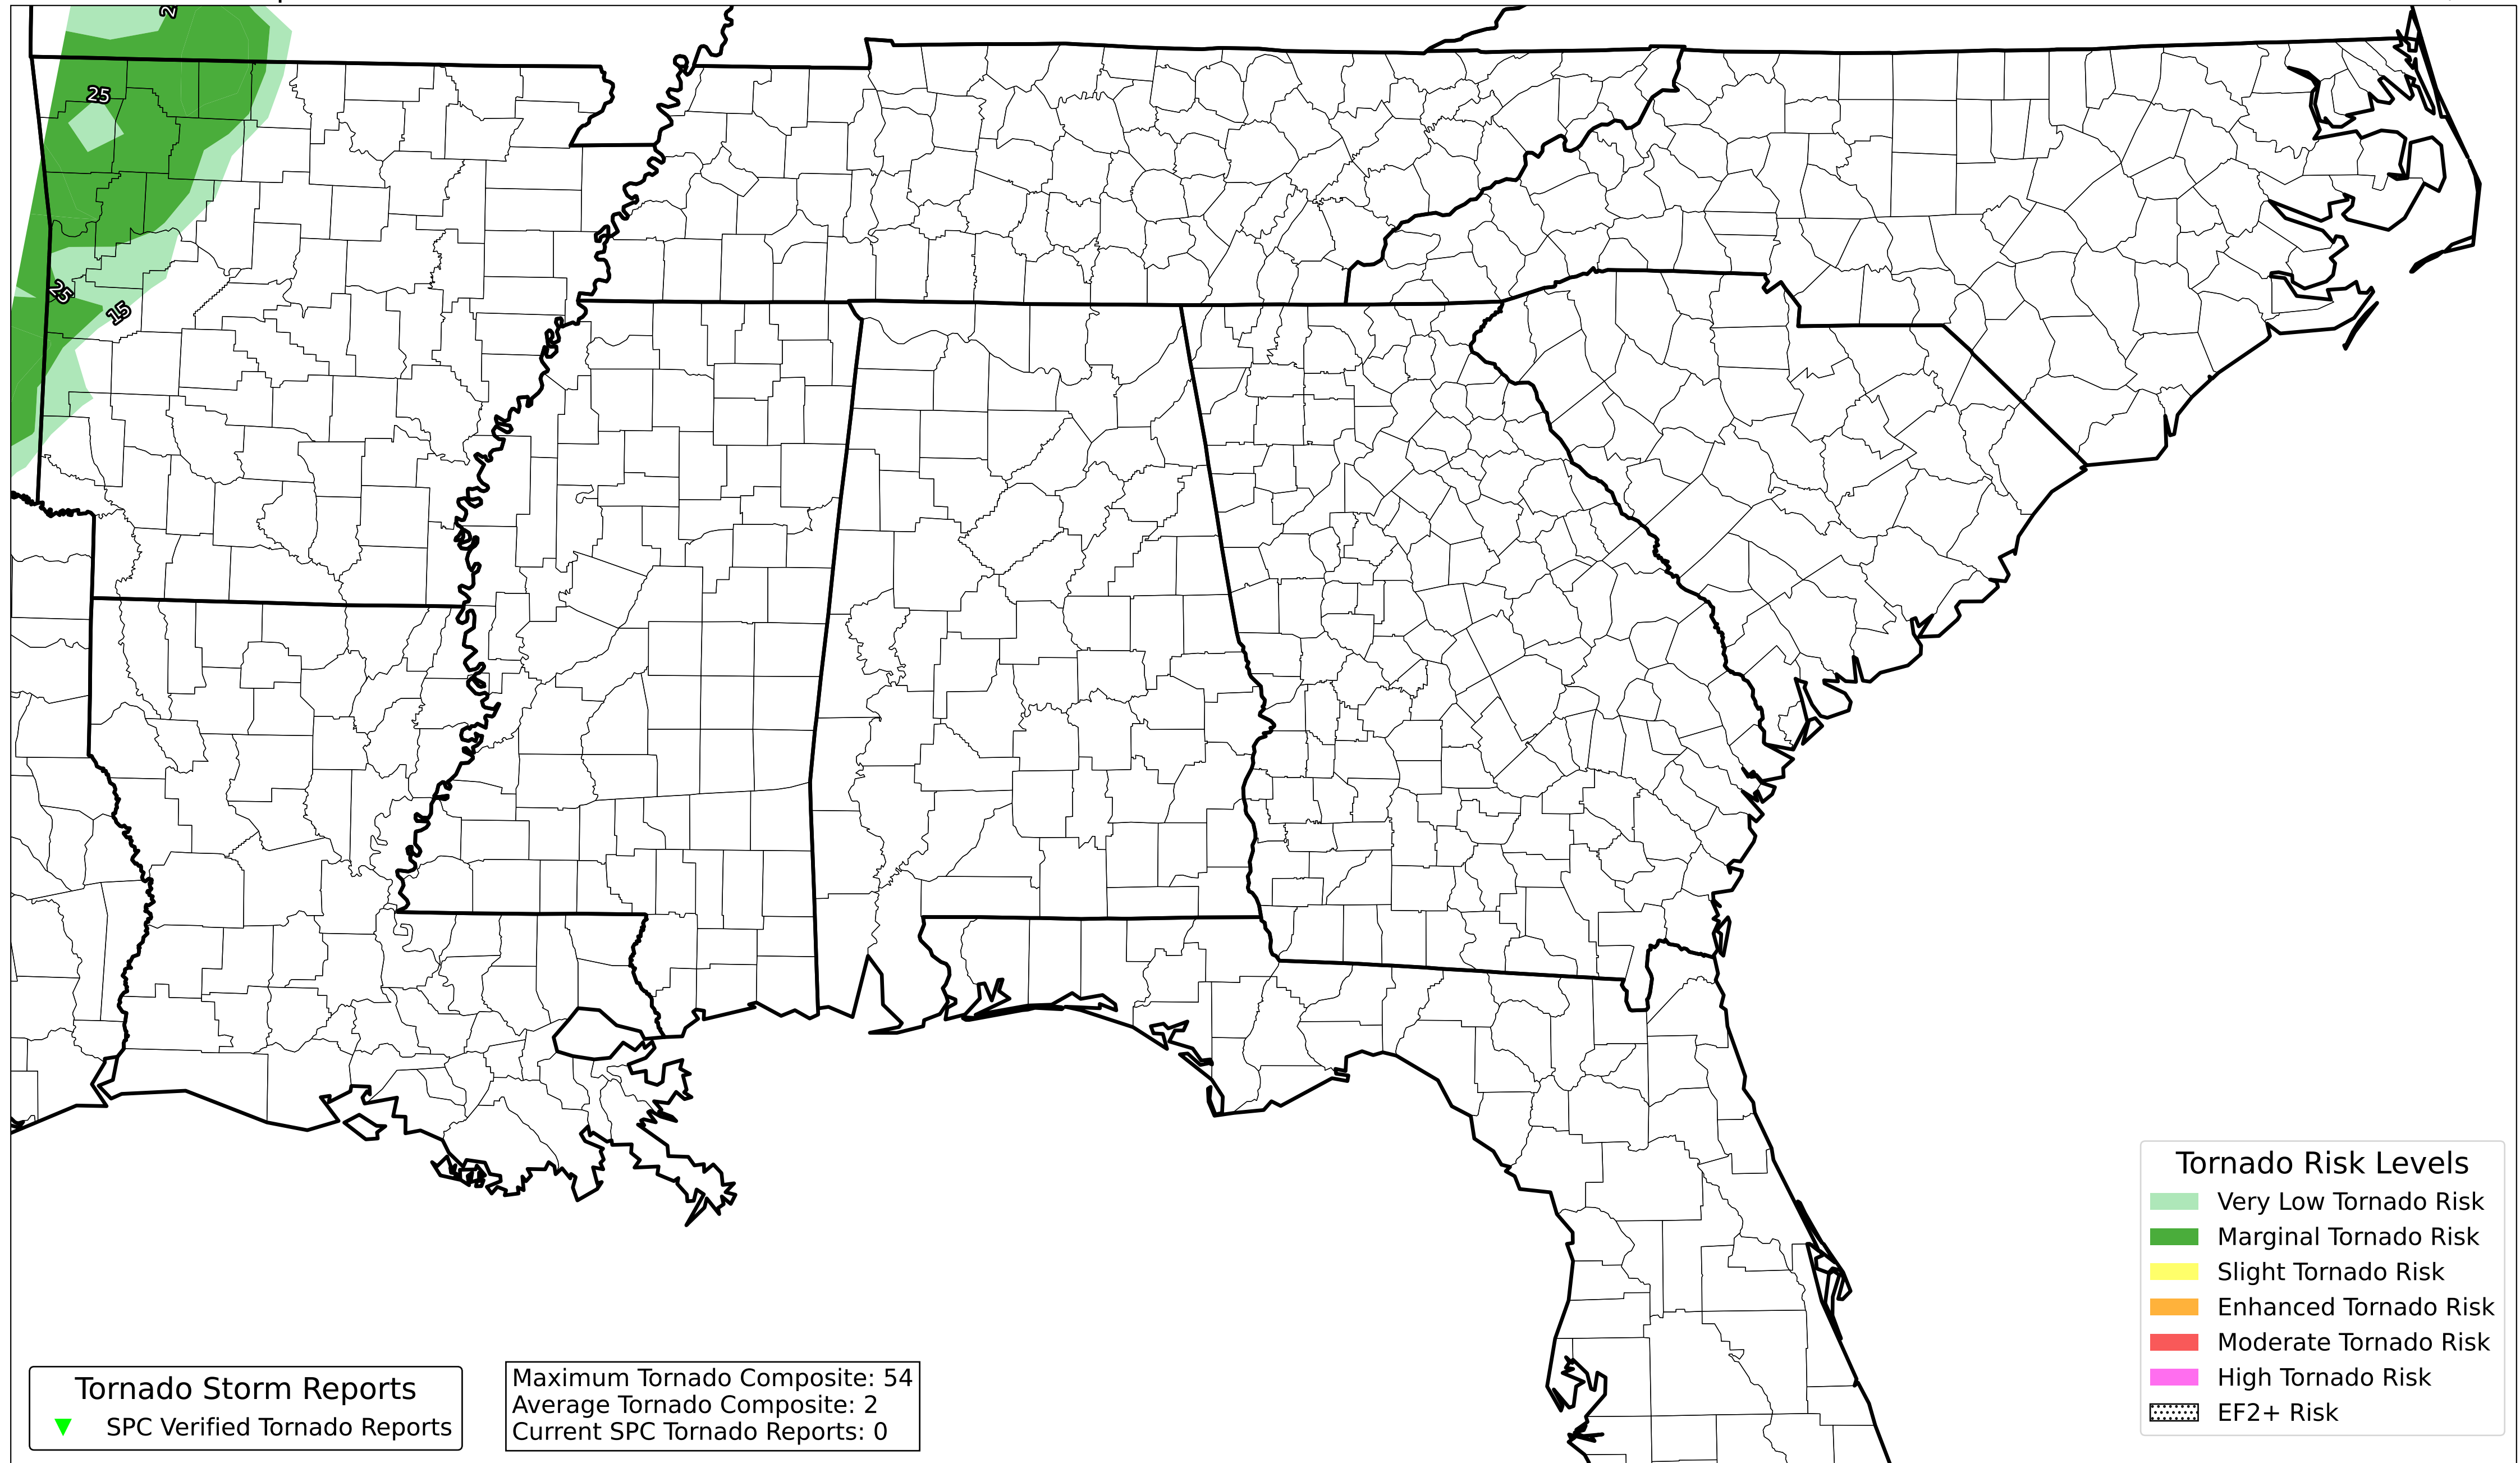 25
25
15
Tornado Risk Levels
Very Low Tornado Risk
Marginal Tornado Risk
Slight Tornado Risk
Enhanced Tornado Risk
Moderate Tornado Risk
High Tornado Risk
EF2+ Risk
Tornado Storm Reports
SPC Verified Tornado Reports
Maximum Tornado Composite: 54
Average Tornado Composite: 2
Current SPC Tornado Reports: 0